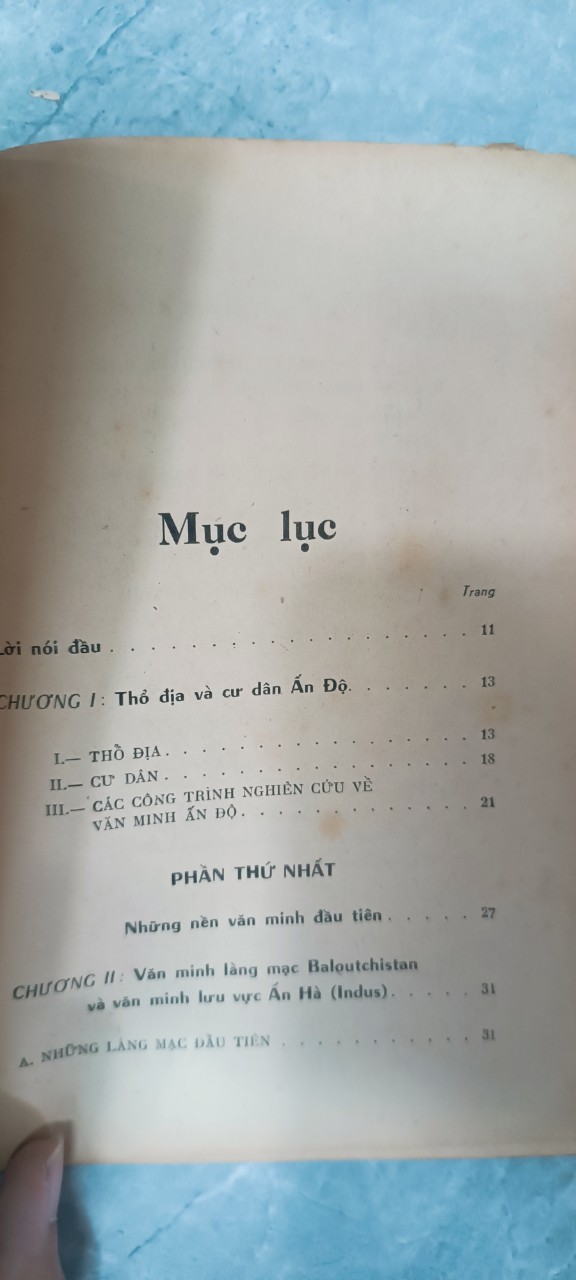 Mục lục
Trang
Lời nói đầu . . . . . . . . . . . . . . . . . 11
CHƯƠNG I : Thổ địa và cư dân Ấn Độ. . . . . . . 13
I.— THỔ ĐỊA . . . . . . . . . . . . . . . 13
II.— CƯ DÂN . . . . . . . . . . . . . . . 18
III.— CÁC CÔNG TRÌNH NGHIÊN CỨU VỀ
VĂN MINH ẤN ĐỘ. . . . . . . . . . . . 21
PHẦN THỨ NHẤT
Những nền văn minh đầu tiên . . . . . 27
CHƯƠNG II : Văn minh làng mạc Baloutchistan
và văn minh lưu vực Ấn Hà (Indus). . . . . 31
A. NHỮNG LÀNG MẠC ĐẦU TIÊN . . . . . . . . . . 31